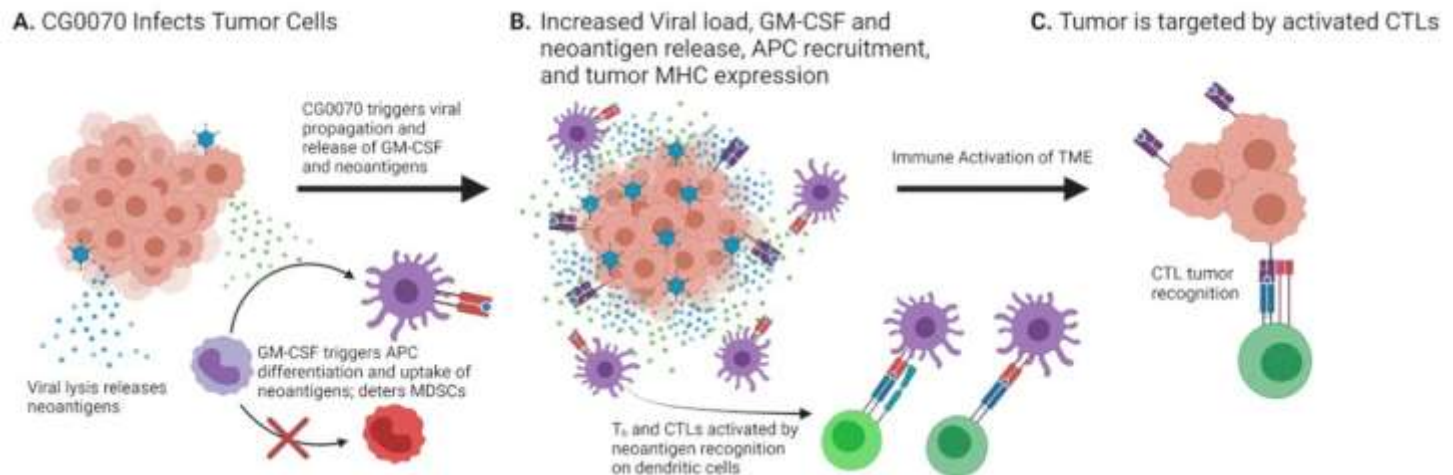 A. CG0070 Infects Tumor Cells
CG0070 triggers viral
propagation and
release of GM-CSF
and neoantigens
Viral lysis releases
neoantigens
GM-CSF triggers APC
differentiation and uptake of
neoantigens; deters MDSCs
B. Increased Viral load, GM-CSF and
neoantigen release, APC recruitment,
and tumor MHC expression
Tₕ and CTLs activated by
neoantigen recognition
on dendritic cells
Immune Activation of TME
C. Tumor is targeted by activated CTLs
CTL tumor
recognition